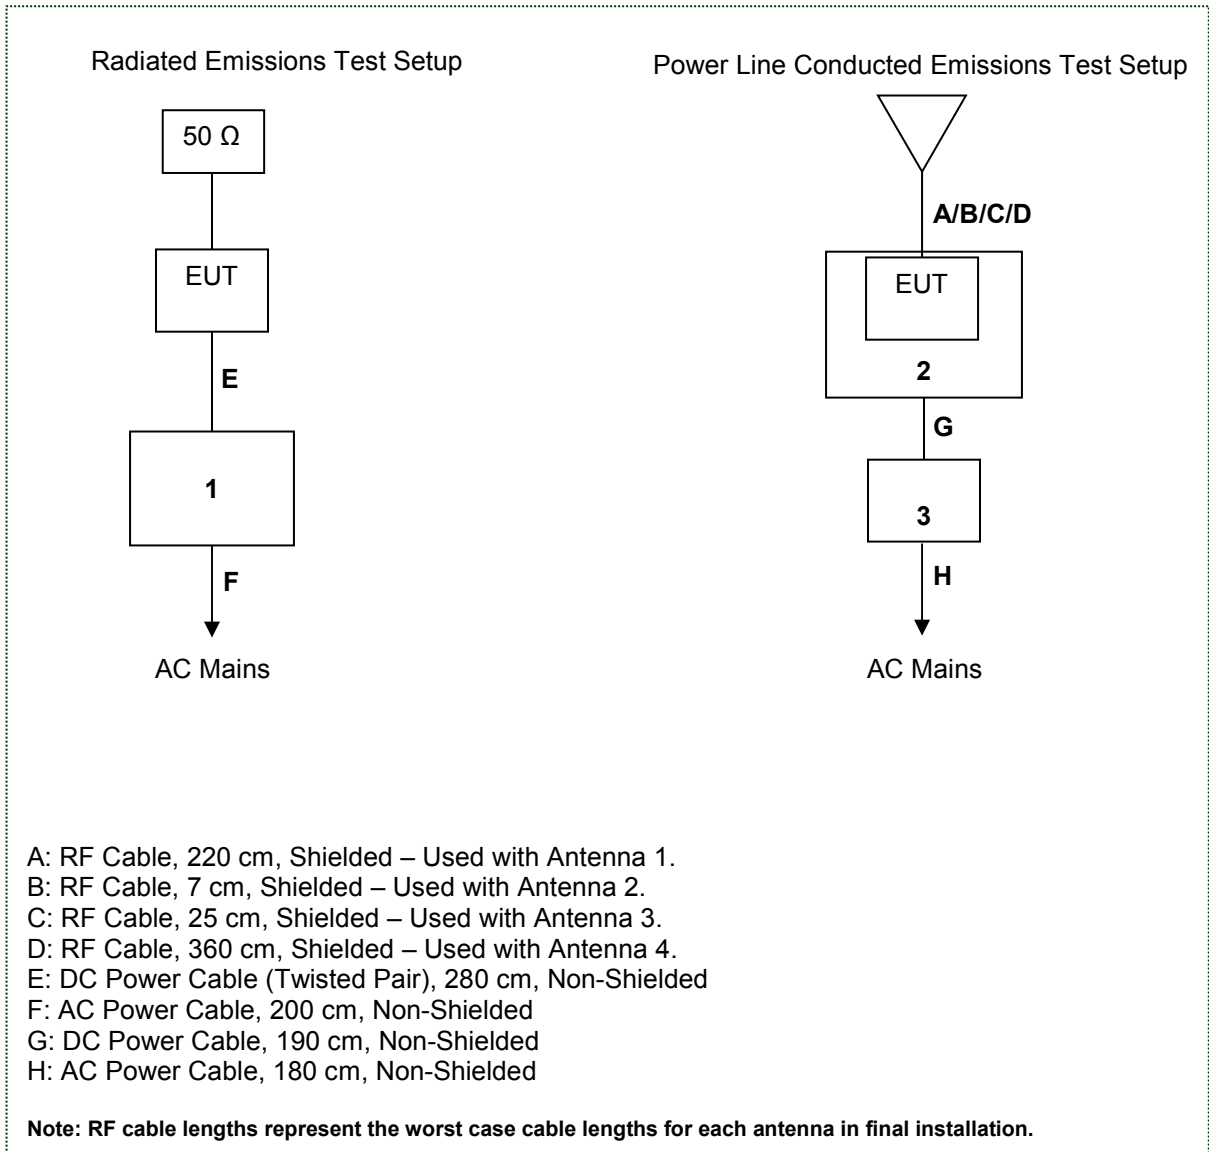 Radiated Emissions Test Setup
50 Ω
EUT
E
1
F
AC Mains
Power Line Conducted Emissions Test Setup
A/B/C/D
EUT
2
G
3
H
AC Mains
A: RF Cable, 220 cm, Shielded – Used with Antenna 1.
B: RF Cable, 7 cm, Shielded – Used with Antenna 2.
C: RF Cable, 25 cm, Shielded – Used with Antenna 3.
D: RF Cable, 360 cm, Shielded – Used with Antenna 4.
E: DC Power Cable (Twisted Pair), 280 cm, Non-Shielded
F: AC Power Cable, 200 cm, Non-Shielded
G: DC Power Cable, 190 cm, Non-Shielded
H: AC Power Cable, 180 cm, Non-Shielded
Note: RF cable lengths represent the worst case cable lengths for each antenna in final installation.